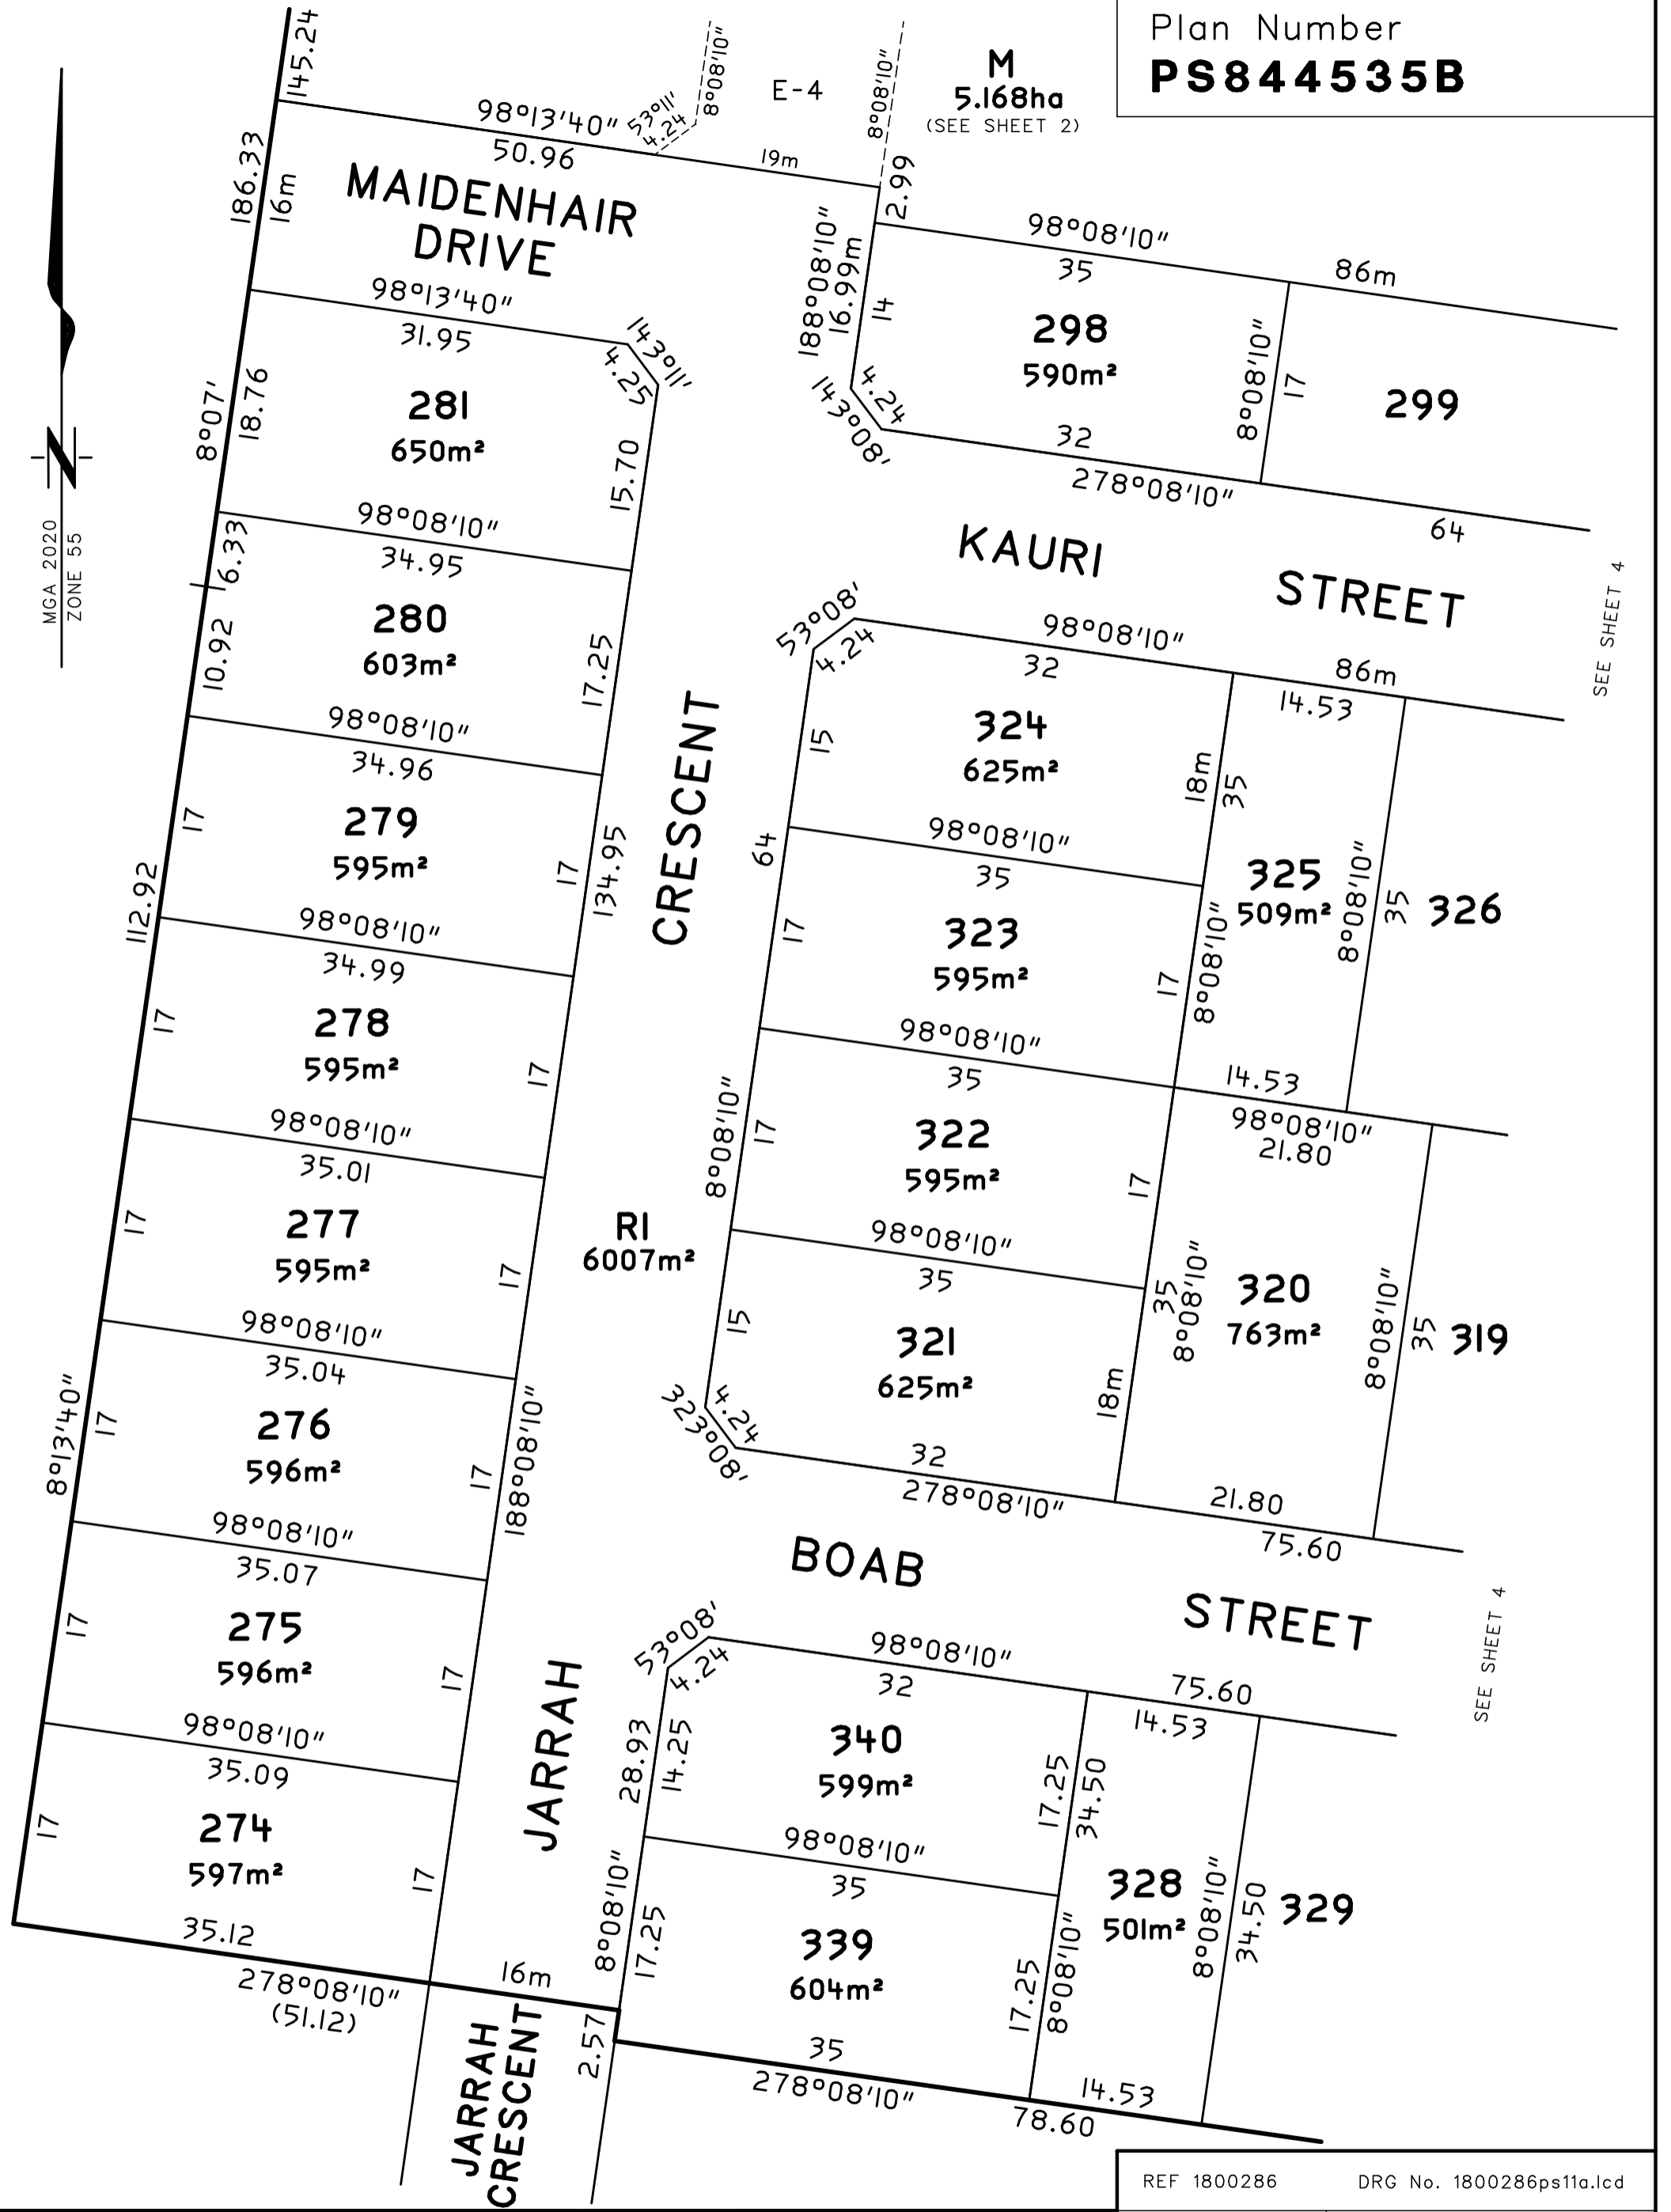 Plan Number
PS844535B
145.24
98°13'40"
50.96
53°11'
4.24
8°08'10"
E-4
19m
8°08'10"
M
5.168ha
(SEE SHEET 2)
2.99
186.33
16m
MAIDENHAIR
DRIVE
98°13'40"
31.95
143°11'
4.25
188°08'10"
16.99m
14
98°08'10"
35
86m
298
590m²
8°08'10"
17
299
4.24
143°08'
32
278°08'10"
64
8°07'
18.76
281
650m²
15.70
98°08'10"
34.95
6.33
MGA 2020
ZONE 55
N
10.92
280
603m²
17.25
KAURI
STREET
SEE SHEET 4
53°08'
4.24
98°08'10"
32
86m
14.53
98°08'10"
34.96
CRESCENT
15
324
625m²
18m
35
17
279
595m²
17
134.95
64
98°08'10"
35
325
509m²
8°08'10"
35
326
112.92
98°08'10"
34.99
17
323
595m²
17
8°08'10"
17
278
595m²
17
98°08'10"
35
14.53
98°08'10"
21.80
98°08'10"
35.01
8°08'10"
17
322
595m²
17
17
277
595m²
17
R1
6007m²
98°08'10"
35
35
8°08'10"
320
763m²
8°08'10"
35
319
98°08'10"
35.04
15
321
625m²
18m
8°13'40"
17
276
596m²
17
188°08'10"
4.24
323°08'
32
278°08'10"
21.80
75.60
98°08'10"
35.07
BOAB
STREET
SEE SHEET 4
17
275
596m²
17
53°08'
4.24
98°08'10"
32
75.60
14.53
98°08'10"
35.09
JARRAH
28.93
14.25
340
599m²
17.25
34.50
17
274
597m²
17
98°08'10"
35
8°08'10"
17.25
339
604m²
17.25
8°08'10"
328
501m²
8°08'10"
34.50
329
35.12
278°08'10"
(51.12)
16m
JARRAH
CRESCENT
2.57
35
278°08'10"
14.53
78.60
REF 1800286
DRG No. 1800286ps11a.lcd